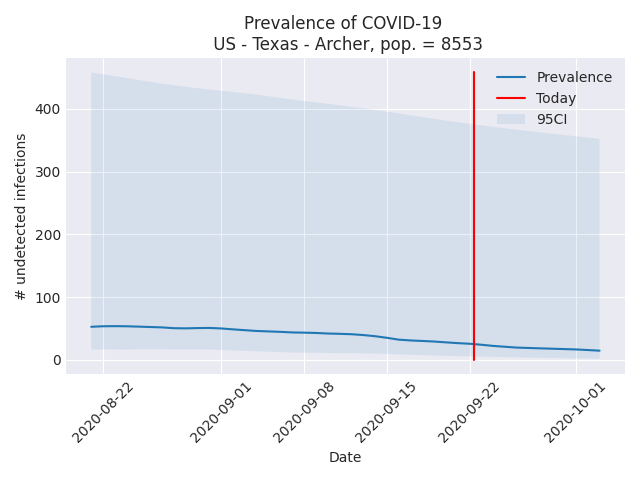 Prevalence of COVID-19
US - Texas - Archer, pop. = 8553
Prevalence
Today
95CI
# undetected infections
400
300
200
100
0
2020-08-22
2020-09-01
2020-09-08
2020-09-15
2020-09-22
2020-10-01
Date